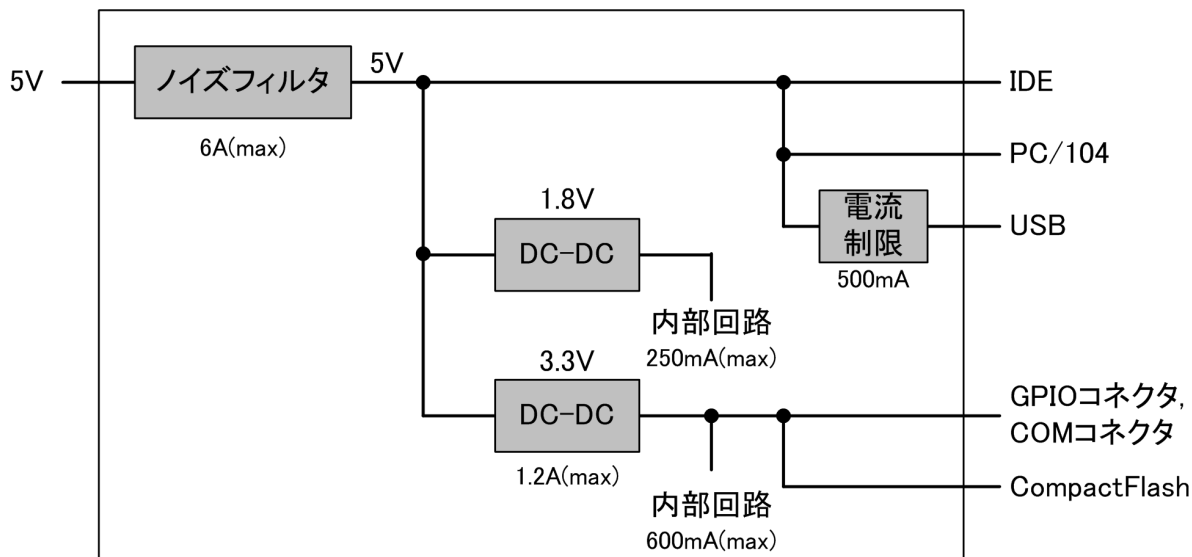 5V
ノイズフィルタ
5V
6A(max)
IDE
PC/104
電流
制限
USB
500mA
1.8V
DC-DC
内部回路
250mA(max)
3.3V
DC-DC
1.2A(max)
内部回路
600mA(max)
GPIOコネクタ,
COMコネクタ
CompactFlash